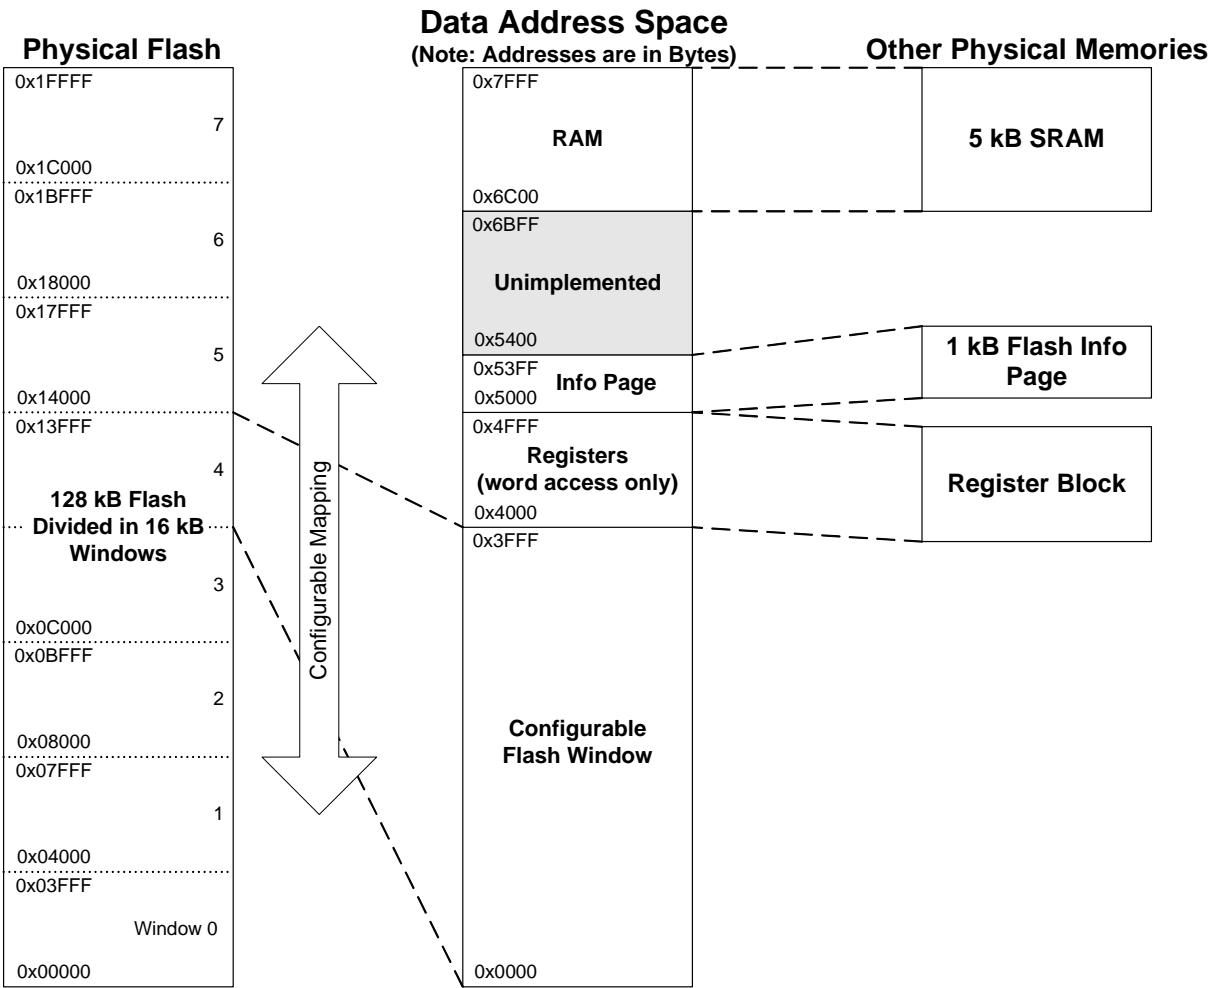 Data Address Space
(Note: Addresses are in Bytes)
Physical Flash
Other Physical Memories
0x1FFFF
7
0x1C000
0x1BFFF
6
0x18000
0x17FFF
5
0x14000
0x13FFF
4
128 kB Flash
Divided in 16 kB
Windows
3
0x0C000
0x0BFFF
2
0x08000
0x07FFF
1
0x04000
0x03FFF
Window 0
0x00000
Configurable Mapping
0x7FFF
RAM
0x6C00
0x6BFF
Unimplemented
0x5400
0x53FF
Info Page
0x5000
0x4FFF
Registers
(word access only)
0x4000
0x3FFF
Configurable
Flash Window
0x0000
5 kB SRAM
1 kB Flash Info
Page
Register Block